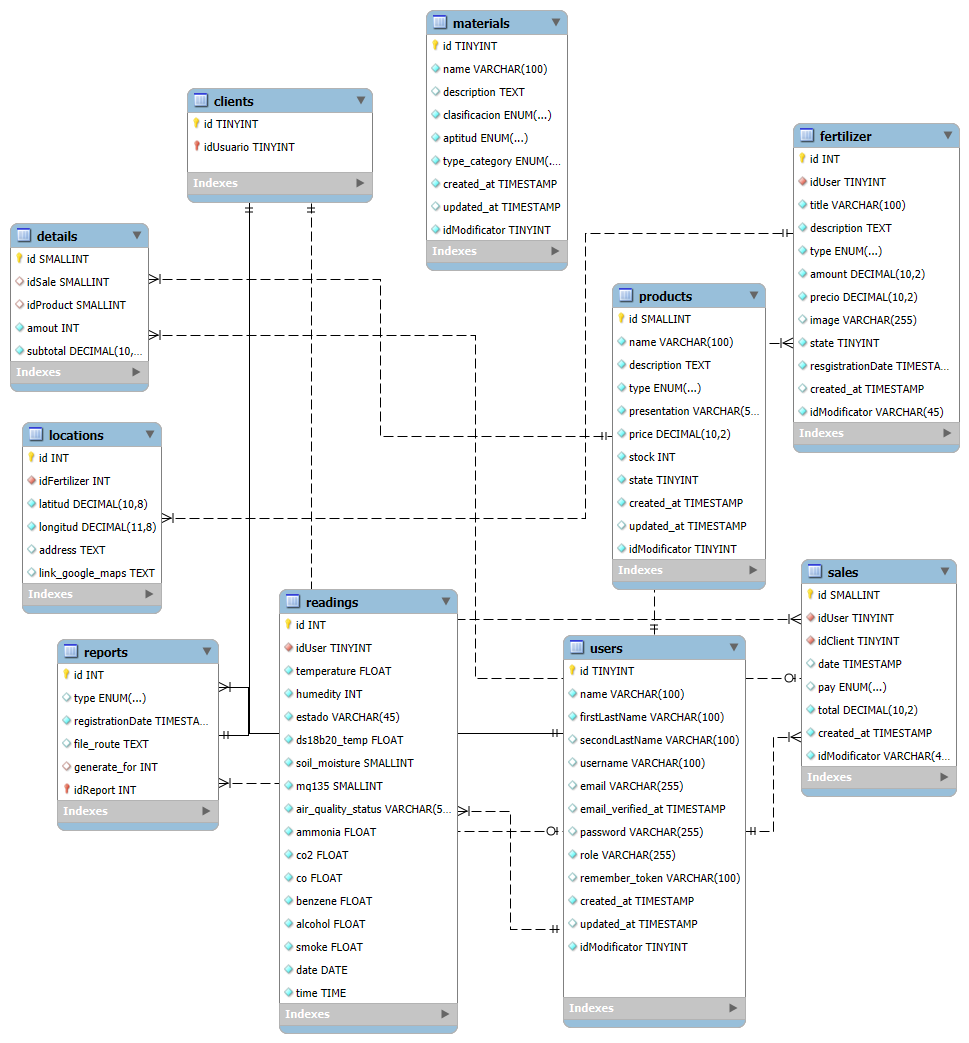 materials
id TINYINT
name VARCHAR(100)
description TEXT
clasificacion ENUM(...)
aptitud ENUM(...)
type_category ENUM(....
created_at TIMESTAMP
updated_at TIMESTAMP
idModificator TINYINT
Indexes
clients
id TINYINT
idUsuario TINYINT
Indexes
fertilizer
id INT
idUser TINYINT
title VARCHAR(100)
description TEXT
type ENUM(...)
amount DECIMAL(10,2)
precio DECIMAL(10,2)
image VARCHAR(255)
state TINYINT
resgistrationDate TIMESTA...
created_at TIMESTAMP
idModificator VARCHAR(45)
Indexes
details
id SMALLINT
idSale SMALLINT
idProduct SMALLINT
amout INT
subtotal DECIMAL(10,...
Indexes
products
id SMALLINT
name VARCHAR(100)
description TEXT
type ENUM(...)
presentation VARCHAR(5...
price DECIMAL(10,2)
stock INT
state TINYINT
created_at TIMESTAMP
updated_at TIMESTAMP
idModificator TINYINT
Indexes
locations
id INT
idFertilizer INT
latitud DECIMAL(10,8)
longitud DECIMAL(11,8)
address TEXT
link_google_maps TEXT
Indexes
sales
id SMALLINT
idUser TINYINT
idClient TINYINT
date TIMESTAMP
pay ENUM(...)
total DECIMAL(10,2)
created_at TIMESTAMP
idModificator VARCHAR(4...
Indexes
readings
id INT
idUser TINYINT
temperature FLOAT
humedity INT
estado VARCHAR(45)
ds18b20_temp FLOAT
soil_moisture SMALLINT
mq135 SMALLINT
air_quality_status VARCHAR(5...
ammonia FLOAT
co2 FLOAT
co FLOAT
benzene FLOAT
alcohol FLOAT
smoke FLOAT
date DATE
time TIME
Indexes
reports
id INT
type ENUM(...)
registrationDate TIMESTA...
file_route TEXT
generate_for INT
idReport INT
Indexes
users
id TINYINT
name VARCHAR(100)
firstLastName VARCHAR(100)
secondLastName VARCHAR(100)
username VARCHAR(100)
email VARCHAR(255)
email_verified_at TIMESTAMP
password VARCHAR(255)
role VARCHAR(255)
remember_token VARCHAR(100)
created_at TIMESTAMP
updated_at TIMESTAMP
idModificator TINYINT
Indexes